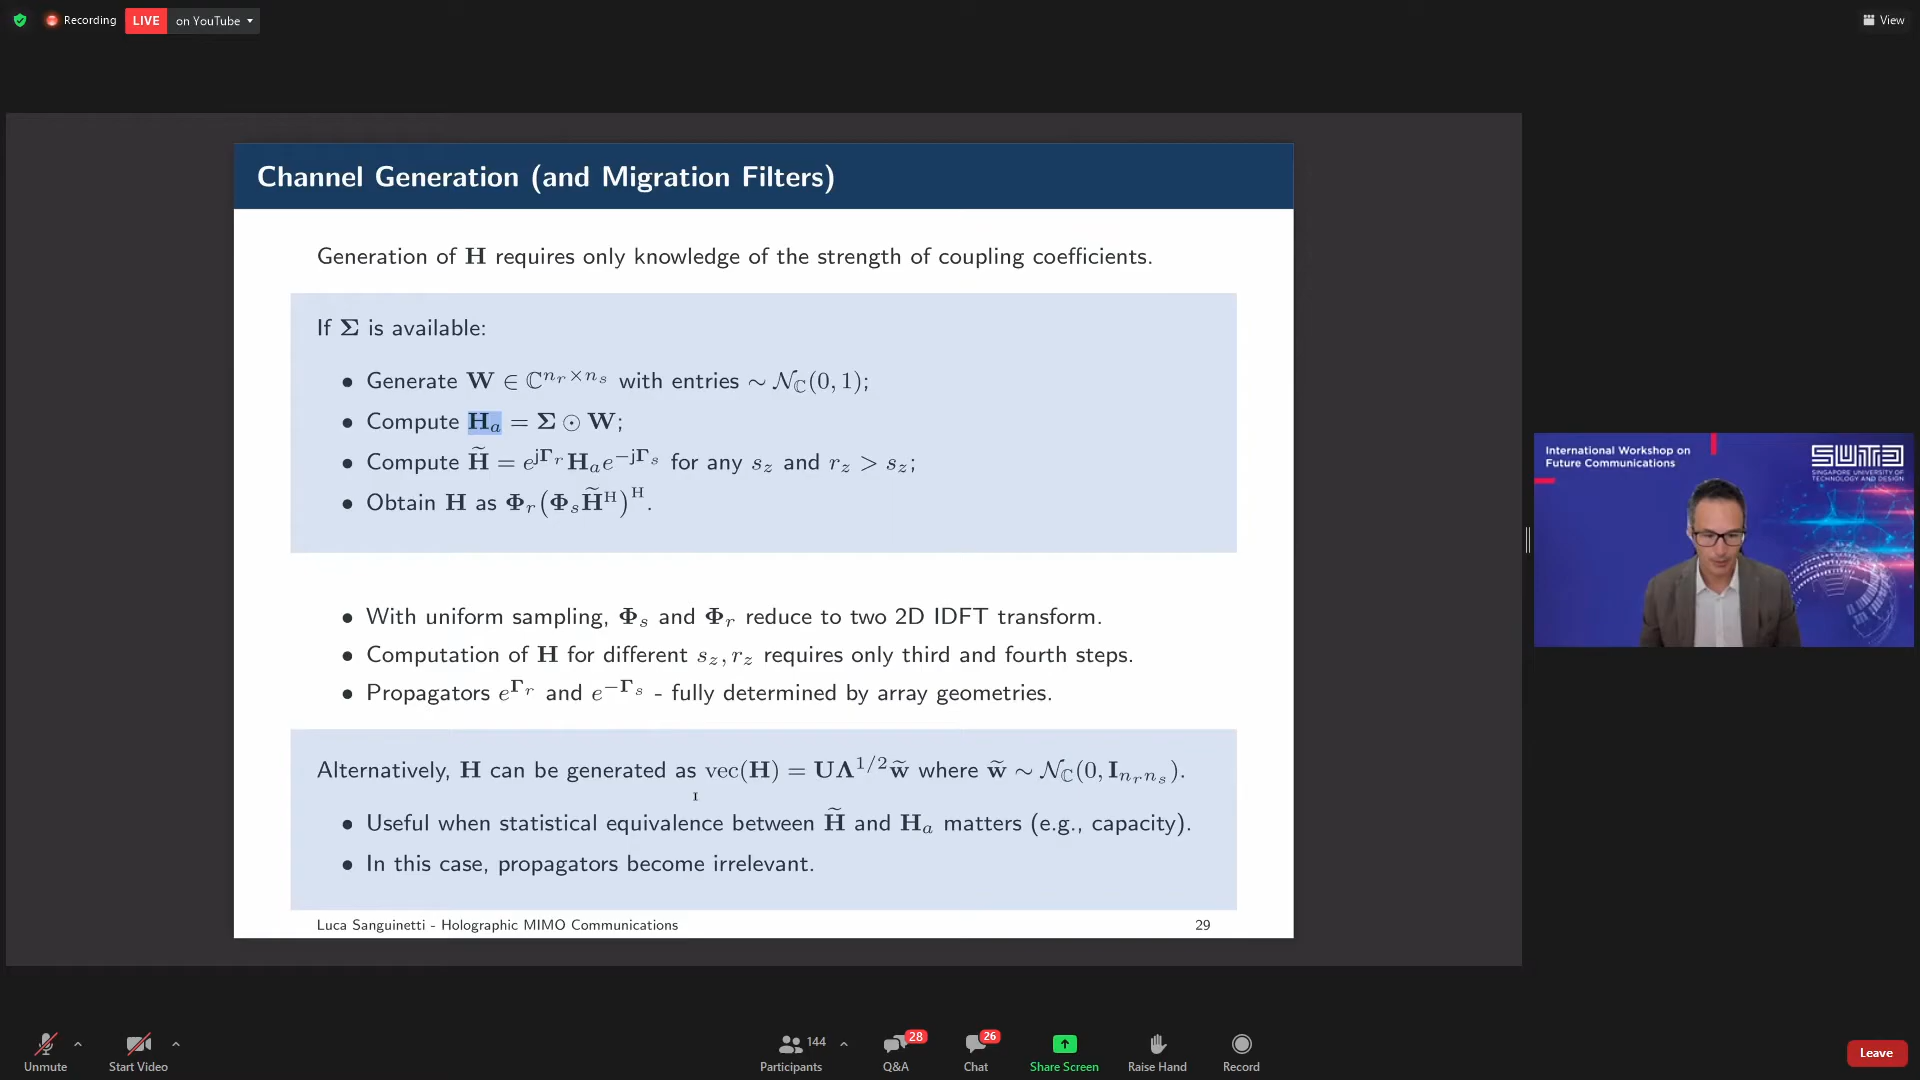 Recording LIVE on YouTube View
Channel Generation (and Migration Filters)
Generation of H requires only knowledge of the strength of coupling coefficients.
If Σ is available:
• Generate W ∈ ℂ^{n_r×n_s} with entries ∼ 𝒩_ℂ(0, 1);
• Compute H_a = Σ ⊙ W;
• Compute H̃ = e^{jΓ_r} H_a e^{−jΓ_s} for any s_z and r_z > s_z;
• Obtain H as Φ_r(Φ_s H̃^H)^H.
• With uniform sampling, Φ_s and Φ_r reduce to two 2D IDFT transform.
• Computation of H for different s_z, r_z requires only third and fourth steps.
• Propagators e^{Γ_r} and e^{−Γ_s} - fully determined by array geometries.
Alternatively, H can be generated as vec(H) = UΛ^{1/2}w̃ where w̃ ∼ 𝒩_ℂ(0, I_{n_r n_s}).
• Useful when statistical equivalence between H̃ and H_a matters (e.g., capacity).
• In this case, propagators become irrelevant.
Luca Sanguinetti - Holographic MIMO Communications 29
International Workshop on
Future Communications
SUTD
SINGAPORE UNIVERSITY OF
TECHNOLOGY AND DESIGN
144 28 26
Unmute Start Video Participants Q&A Chat Share Screen Raise Hand Record Leave